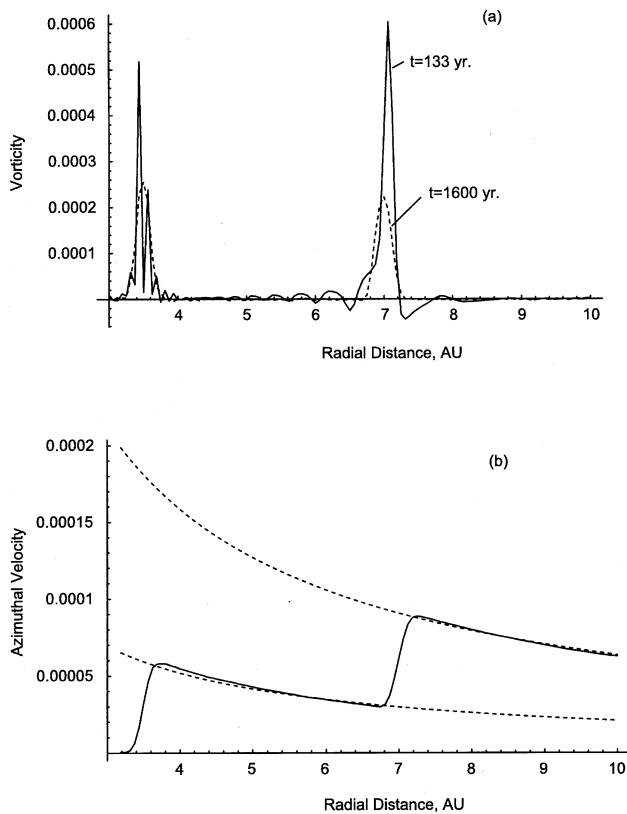 (a)
0.0006
0.0005
t=133 yr.
0.0004
Vorticity
0.0003
0.0002
t=1600 yr.
0.0001
4 5 6 7 8 9 10
Radial Distance, AU
0.0002
(b)
0.00015
Azimuthal Velocity
0.0001
0.00005
4 5 6 7 8 9 10
Radial Distance, AU